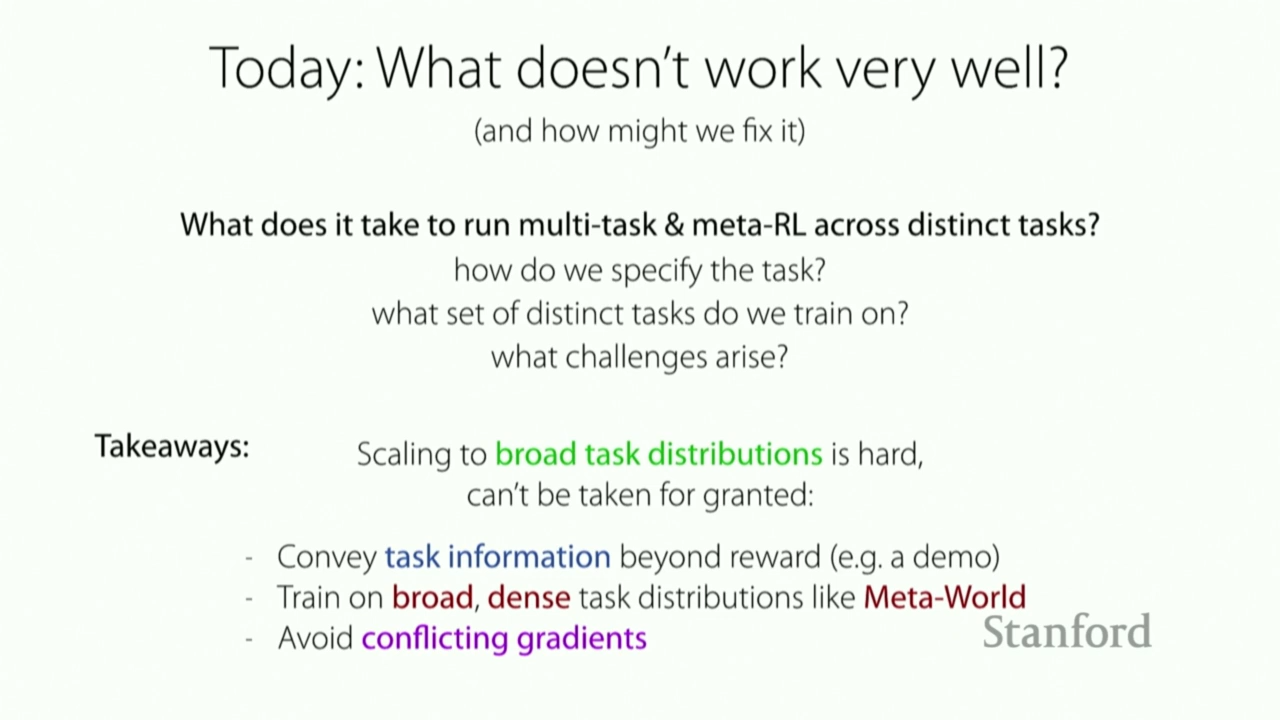 Today: What doesn't work very well?
(and how might we fix it)
What does it take to run multi-task & meta-RL across distinct tasks?
how do we specify the task?
what set of distinct tasks do we train on?
what challenges arise?
Takeaways:
Scaling to broad task distributions is hard,
can't be taken for granted:
- Convey task information beyond reward (e.g. a demo)
- Train on broad, dense task distributions like Meta-World
- Avoid conflicting gradients
Stanford